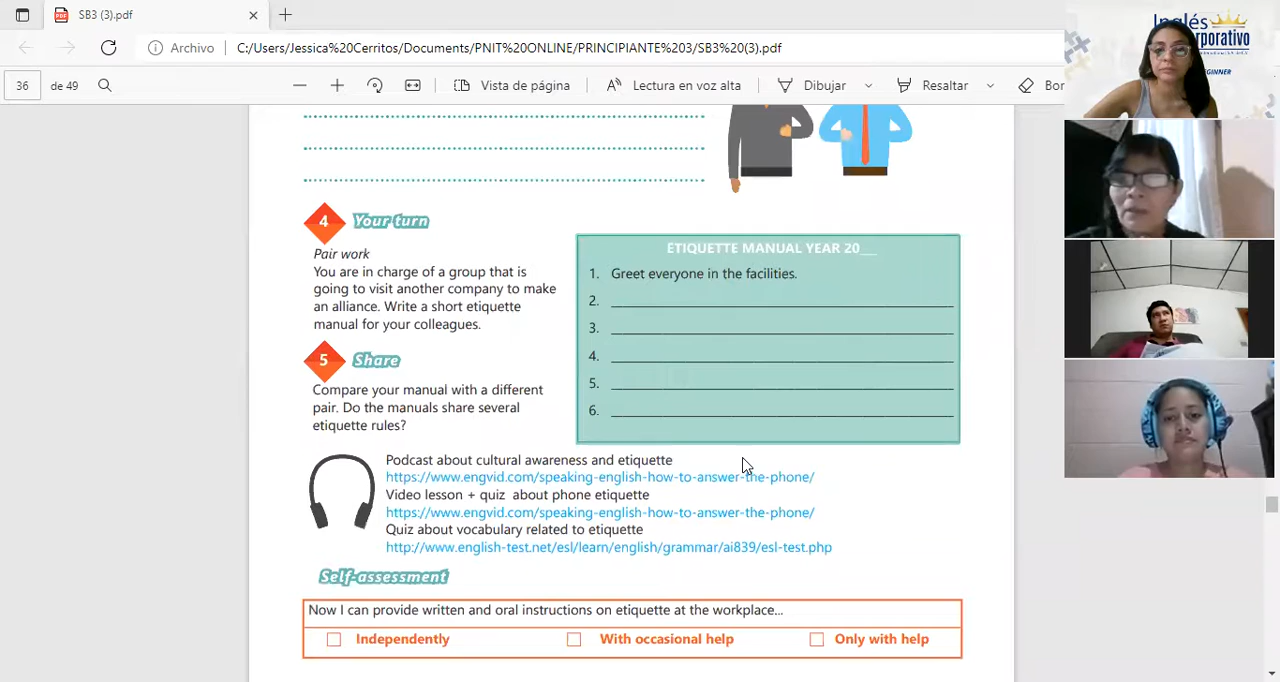 SB3 (3).pdf
Archivo
C:/Users/Jessica%20Cerritos/Documents/PNIT%20ONLINE/PRINCIPIANTE%203/SB3%20(3).pdf
36
de 49
Vista de página
Lectura en voz alta
Dibujar
Resaltar
Bor
Inglés
rporativo
GINNER
4 Your turn
Pair work
You are in charge of a group that is
going to visit another company to make
an alliance. Write a short etiquette
manual for your colleagues.
ETIQUETTE MANUAL YEAR 20__
1. Greet everyone in the facilities.
2.
3.
4.
5.
6.
5 Share
Compare your manual with a different
pair. Do the manuals share several
etiquette rules?
Podcast about cultural awareness and etiquette
https://www.engvid.com/speaking-english-how-to-answer-the-phone/
Video lesson + quiz about phone etiquette
https://www.engvid.com/speaking-english-how-to-answer-the-phone/
Quiz about vocabulary related to etiquette
http://www.english-test.net/esl/learn/english/grammar/ai839/esl-test.php
Self-assessment
Now I can provide written and oral instructions on etiquette at the workplace...
Independently
With occasional help
Only with help